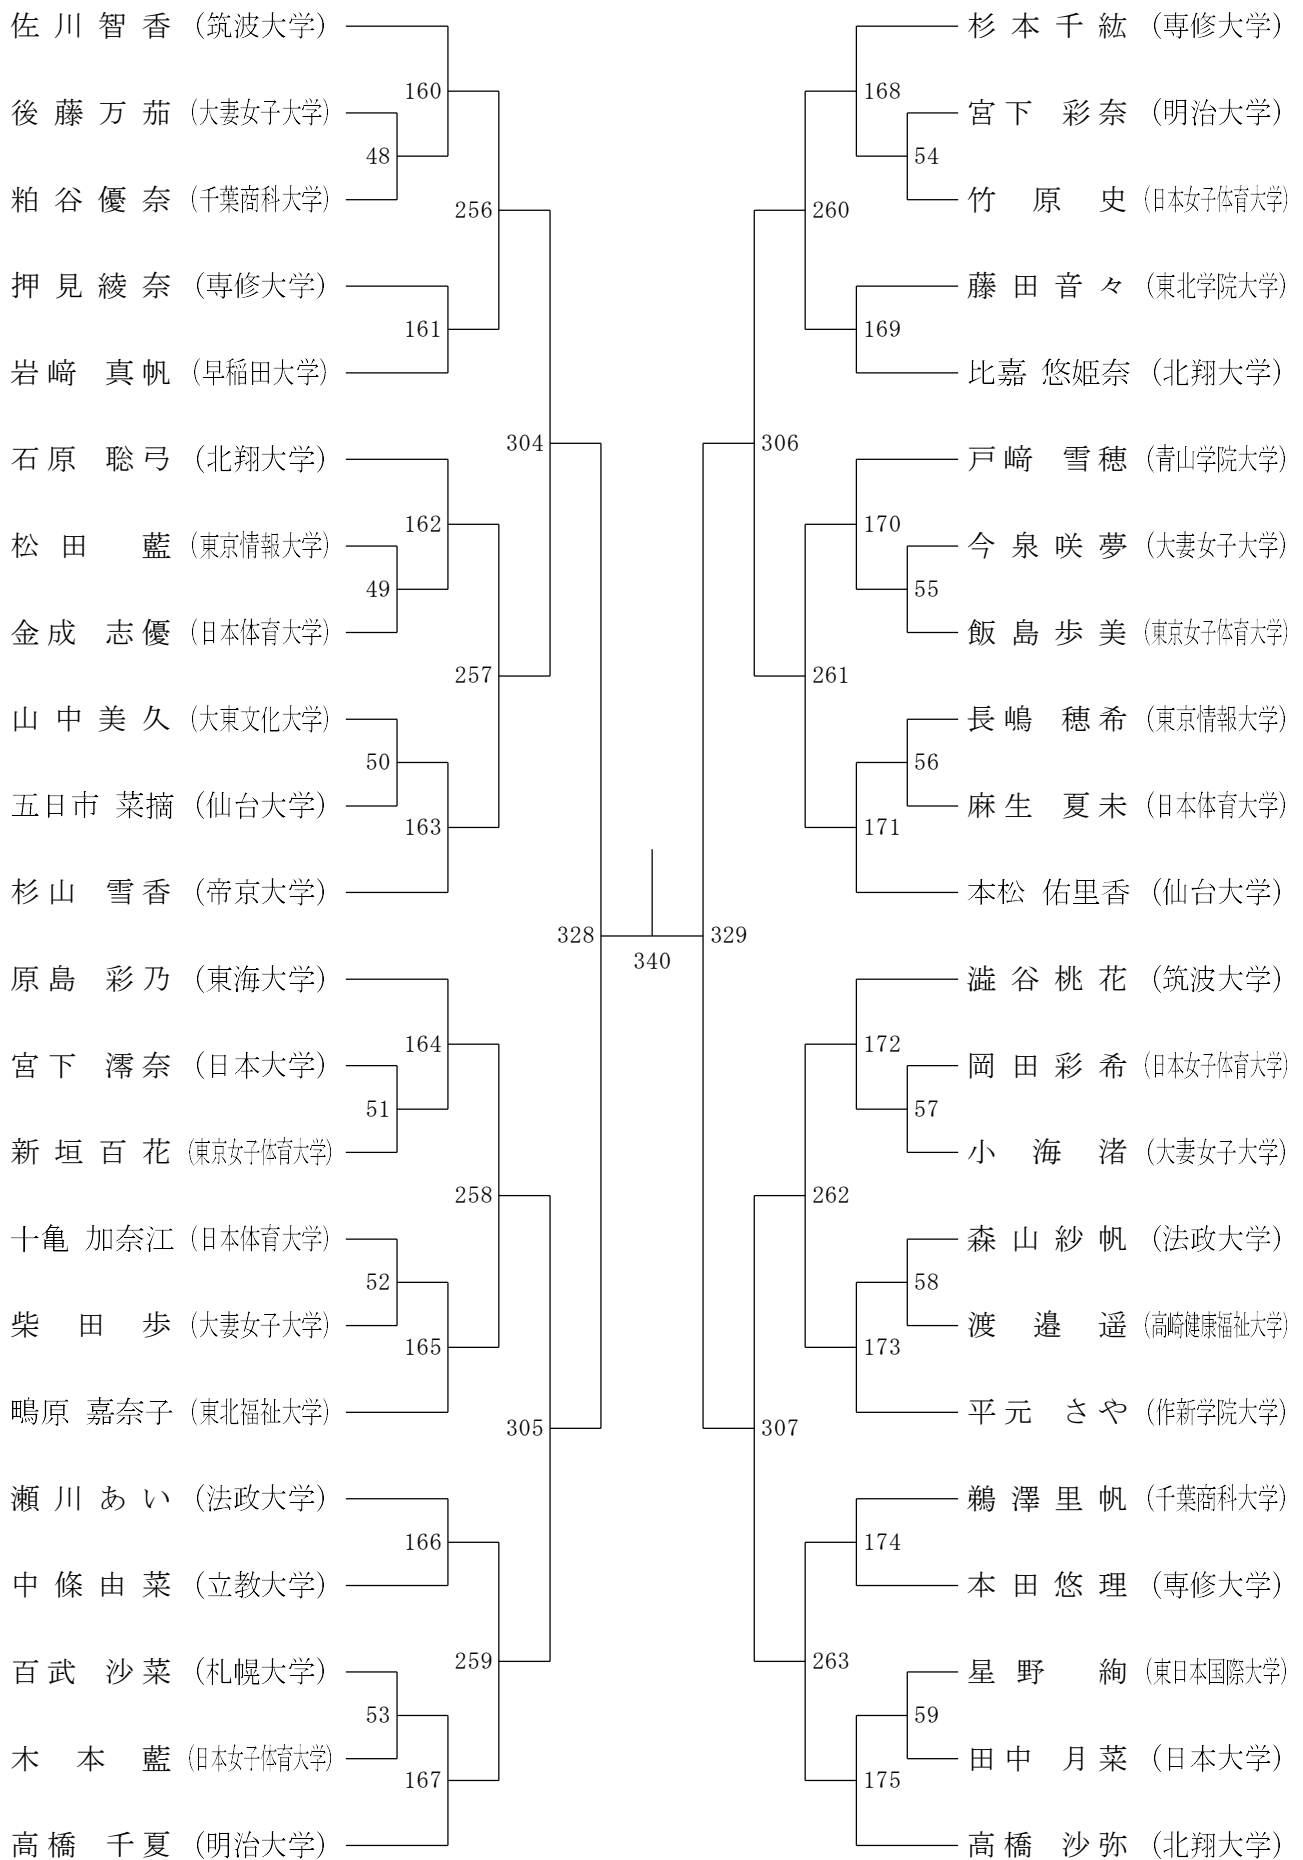 佐川智香 (筑波大学)
160
後藤万茄 (大妻女子大学)
48
粕谷優奈 (千葉商科大学)
256
押見綾奈 (専修大学)
161
岩﨑 真帆 (早稲田大学)
304
石原 聡弓 (北翔大学)
162
松田 藍 (東京情報大学)
49
金成 志優 (日本体育大学)
257
山中美久 (大東文化大学)
50
五日市 菜摘 (仙台大学)
163
杉山 雪香 (帝京大学)
328
原島 彩乃 (東海大学)
164
宮下 澪奈 (日本大学)
51
新垣百花 (東京女子体育大学)
258
十亀 加奈江 (日本体育大学)
52
柴田歩 (大妻女子大学)
165
鴫原 嘉奈子 (東北福祉大学)
305
瀬川あい (法政大学)
166
中條由菜 (立教大学)
259
百武 沙菜 (札幌大学)
53
木本藍 (日本女子体育大学)
167
高橋 千夏 (明治大学)
340
杉本千紘 (専修大学)
168
宮下 彩奈 (明治大学)
54
竹原史 (日本女子体育大学)
260
藤田音々 (東北学院大学)
169
比嘉 悠姫奈 (北翔大学)
306
戸﨑 雪穂 (青山学院大学)
170
今泉咲夢 (大妻女子大学)
55
飯島歩美 (東京女子体育大学)
261
長嶋 穂希 (東京情報大学)
56
麻生 夏未 (日本体育大学)
171
本松 佑里香 (仙台大学)
329
澁谷桃花 (筑波大学)
172
岡田彩希 (日本女子体育大学)
57
小海渚 (大妻女子大学)
262
森山紗帆 (法政大学)
58
渡邉遥 (高崎健康福祉大学)
173
平元 さや (作新学院大学)
307
鵜澤里帆 (千葉商科大学)
174
本田悠理 (専修大学)
263
星野 絢 (東日本国際大学)
59
田中 月菜 (日本大学)
175
高橋 沙弥 (北翔大学)